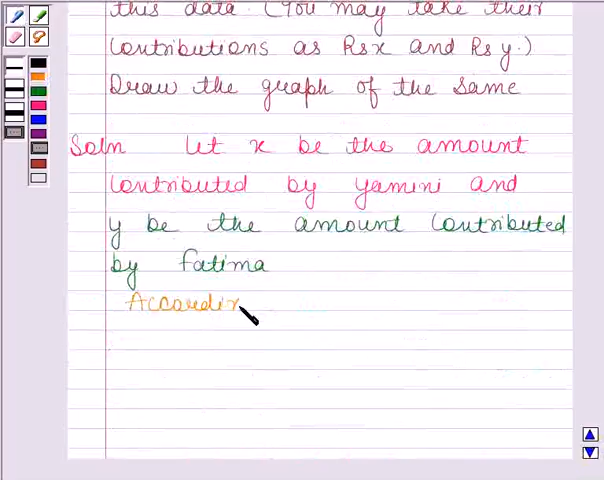 this data. (You may take their
Contributions as Rs x and Rs y.)
Draw the graph of the Same
Soln Let x be the amount
Contributed by yamini and
y be the amount Contributed
by fatima
Accordin